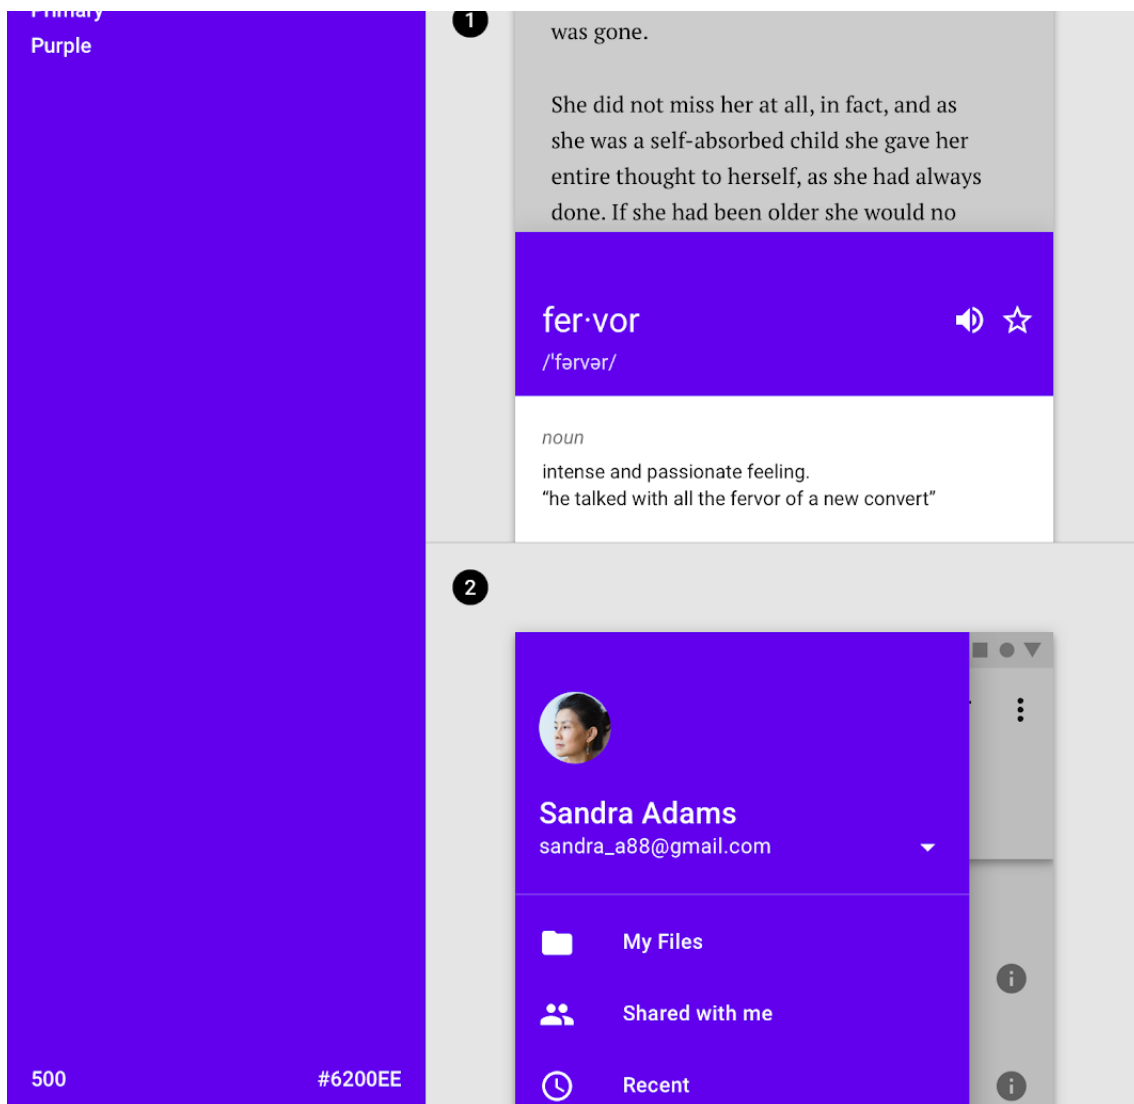 Primary
Purple
500
#6200EE
1
was gone.
She did not miss her at all, in fact, and as
she was a self-absorbed child she gave her
entire thought to herself, as she had always
done. If she had been older she would no
fer·vor
/ˈfərvər/
noun
intense and passionate feeling.
“he talked with all the fervor of a new convert”
2
Sandra Adams
sandra_a88@gmail.com
My Files
Shared with me
Recent